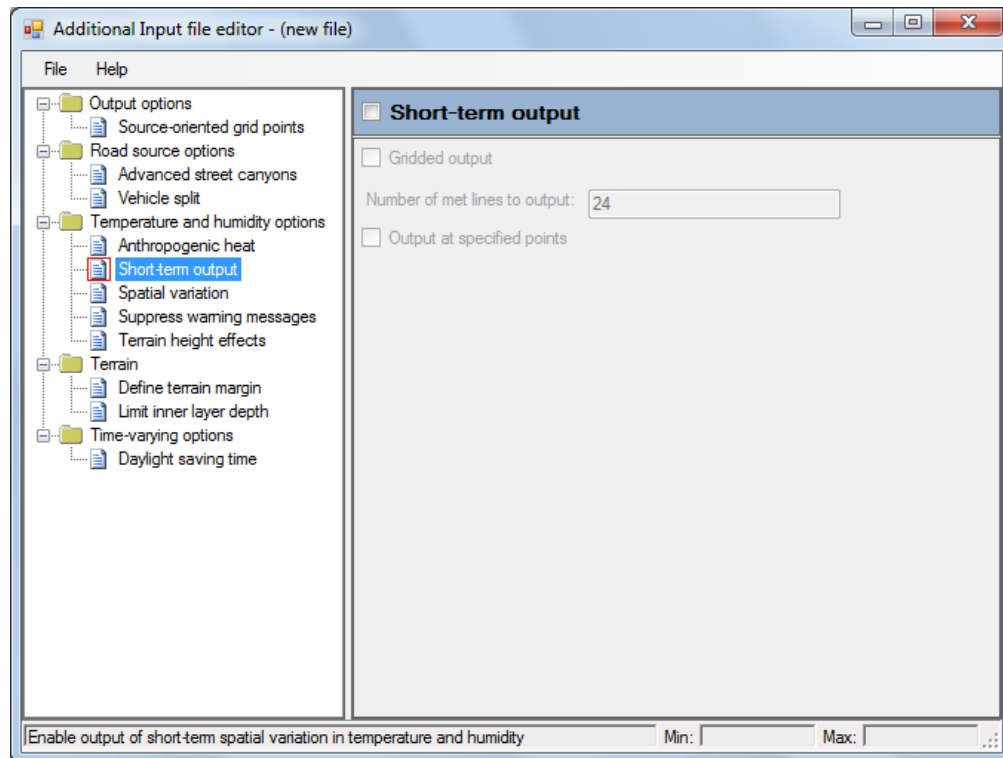 Additional Input file editor - (new file)
File Help
Output options
Source-oriented grid points
Road source options
Advanced street canyons
Vehicle split
Temperature and humidity options
Anthropogenic heat
Short-term output
Spatial variation
Suppress warning messages
Terrain height effects
Terrain
Define terrain margin
Limit inner layer depth
Time-varying options
Daylight saving time
Short-term output
Gridded output
Number of met lines to output: 24
Output at specified points
Enable output of short-term spatial variation in temperature and humidity Min: Max: